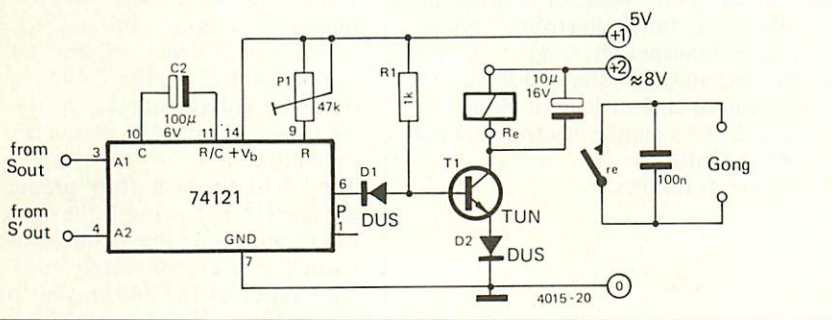 5V
+1
+2
≈8V
C2
100µ
6V
P1
47k
R1
1k
10µ
16V
Re
re
100n
Gong
from
Sout
3
A1
from
S'out
4
A2
10
C
11
R/C
14
+Vb
9
R
74121
6
P
1
GND
7
D1
DUS
T1
TUN
D2
DUS
4015-20
0